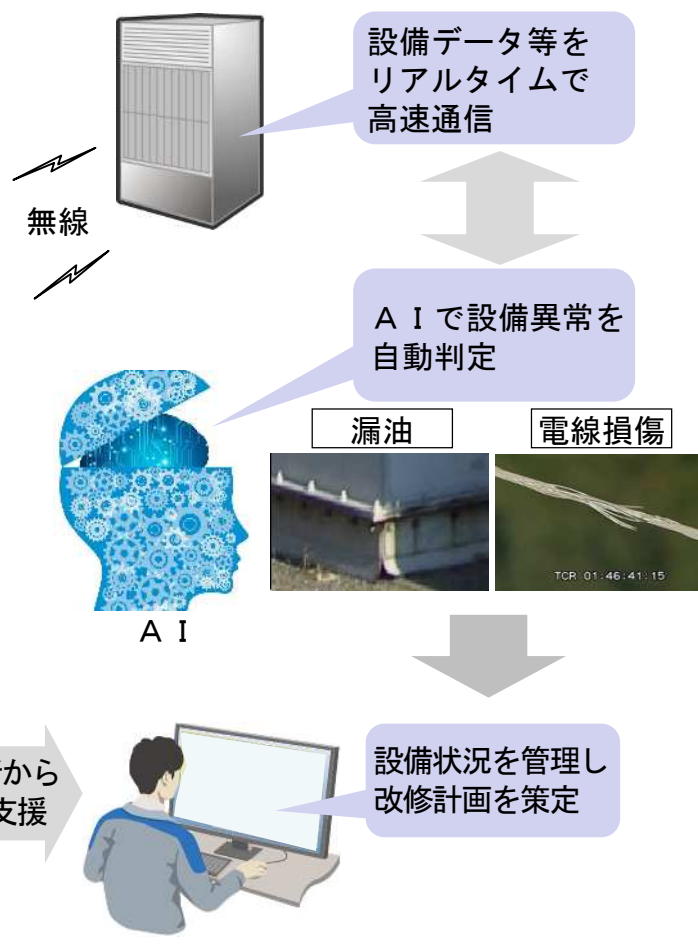 設備データ等を
リアルタイムで
高速通信
無線
ＡＩで設備異常を
自動判定
漏油
電線損傷
TCR 01:46:41:15
ＡＩ
から
支援
設備状況を管理し
改修計画を策定